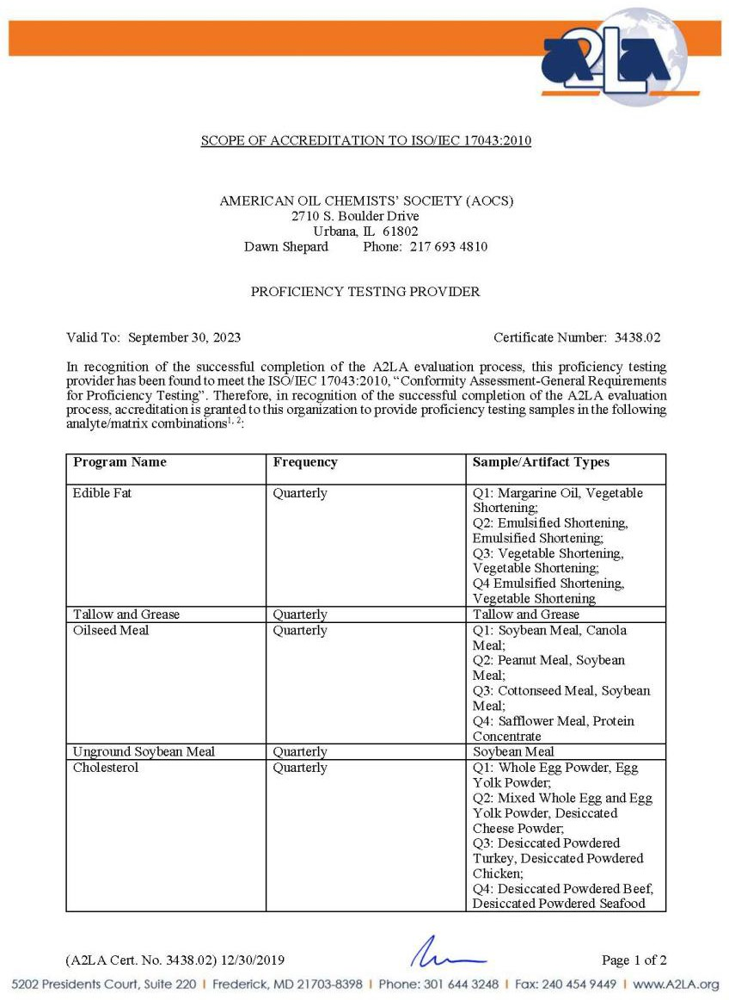 A2LA
SCOPE OF ACCREDITATION TO ISO/IEC 17043:2010
AMERICAN OIL CHEMISTS’ SOCIETY (AOCS)
2710 S. Boulder Drive
Urbana, IL 61802
Dawn Shepard Phone: 217 693 4810
PROFICIENCY TESTING PROVIDER
Valid To: September 30, 2023 Certificate Number: 3438.02
In recognition of the successful completion of the A2LA evaluation process, this proficiency testing
provider has been found to meet the ISO/IEC 17043:2010, “Conformity Assessment-General Requirements
for Proficiency Testing”. Therefore, in recognition of the successful completion of the A2LA evaluation
process, accreditation is granted to this organization to provide proficiency testing samples in the following
analyte/matrix combinations1, 2:
Program Name Frequency Sample/Artifact Types
Edible Fat Quarterly Q1: Margarine Oil, Vegetable
Shortening;
Q2: Emulsified Shortening,
Emulsified Shortening;
Q3: Vegetable Shortening,
Vegetable Shortening;
Q4 Emulsified Shortening,
Vegetable Shortening
Tallow and Grease Quarterly Tallow and Grease
Oilseed Meal Quarterly Q1: Soybean Meal, Canola
Meal;
Q2: Peanut Meal, Soybean
Meal;
Q3: Cottonseed Meal, Soybean
Meal;
Q4: Safflower Meal, Protein
Concentrate
Unground Soybean Meal Quarterly Soybean Meal
Cholesterol Quarterly Q1: Whole Egg Powder, Egg
Yolk Powder;
Q2: Mixed Whole Egg and Egg
Yolk Powder, Desiccated
Cheese Powder;
Q3: Desiccated Powdered
Turkey, Desiccated Powdered
Chicken;
Q4: Desiccated Powdered Beef,
Desiccated Powdered Seafood
(A2LA Cert. No. 3438.02) 12/30/2019 Page 1 of 2
5202 Presidents Court, Suite 220 | Frederick, MD 21703-8398 | Phone: 301 644 3248 | Fax: 240 454 9449 | www.A2LA.org